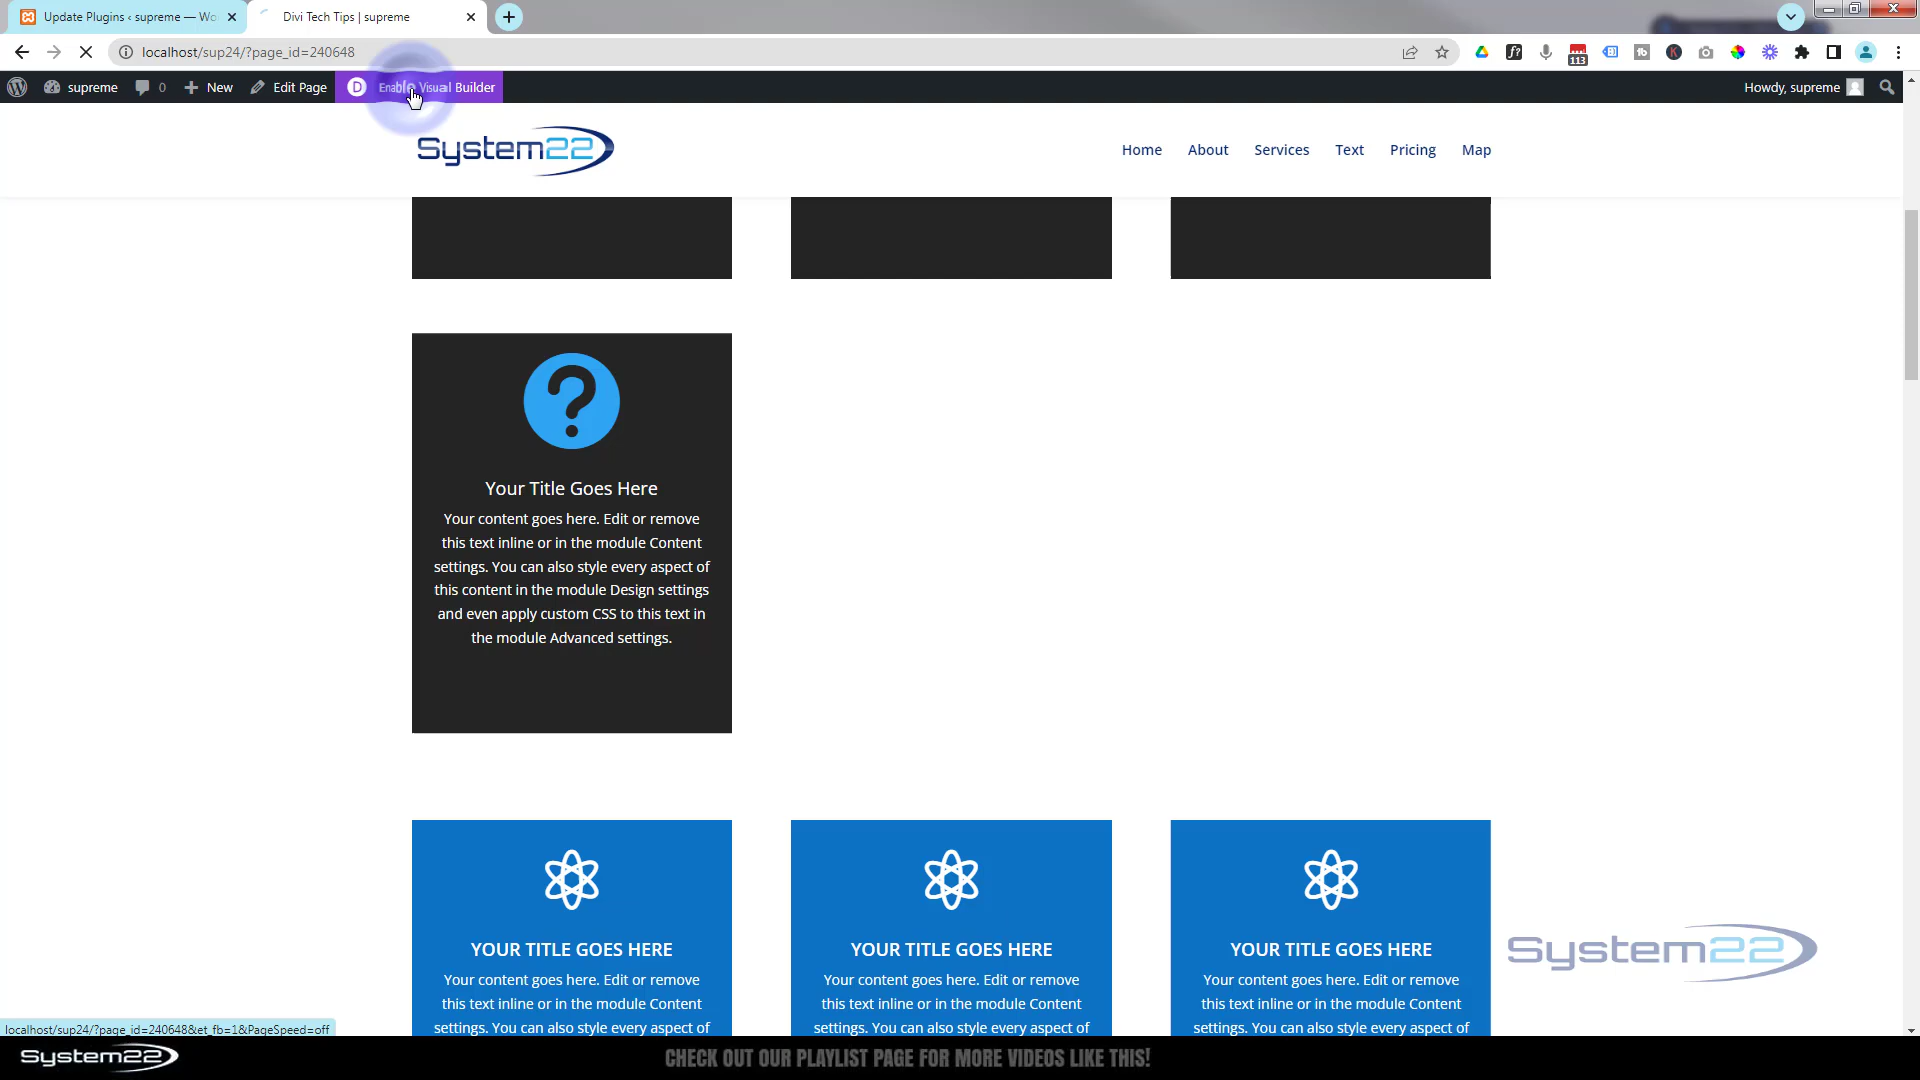 Update Plugins ‹ supreme — Wo
Divi Tech Tips | supreme
localhost/sup24/?page_id=240648
113
supreme
0
New
Edit Page
D
Enable Visual Builder
Howdy, supreme
System22
Home
About
Services
Text
Pricing
Map
Your Title Goes Here
Your content goes here. Edit or remove
this text inline or in the module Content
settings. You can also style every aspect of
this content in the module Design settings
and even apply custom CSS to this text in
the module Advanced settings.
YOUR TITLE GOES HERE
Your content goes here. Edit or remove
this text inline or in the module Content
settings. You can also style every aspect of
YOUR TITLE GOES HERE
Your content goes here. Edit or remove
this text inline or in the module Content
settings. You can also style every aspect of
YOUR TITLE GOES HERE
Your content goes here. Edit or remove
this text inline or in the module Content
settings. You can also style every aspect of
System22
localhost/sup24/?page_id=240648&et_fb=1&PageSpeed=off
System22
CHECK OUT OUR PLAYLIST PAGE FOR MORE VIDEOS LIKE THIS!